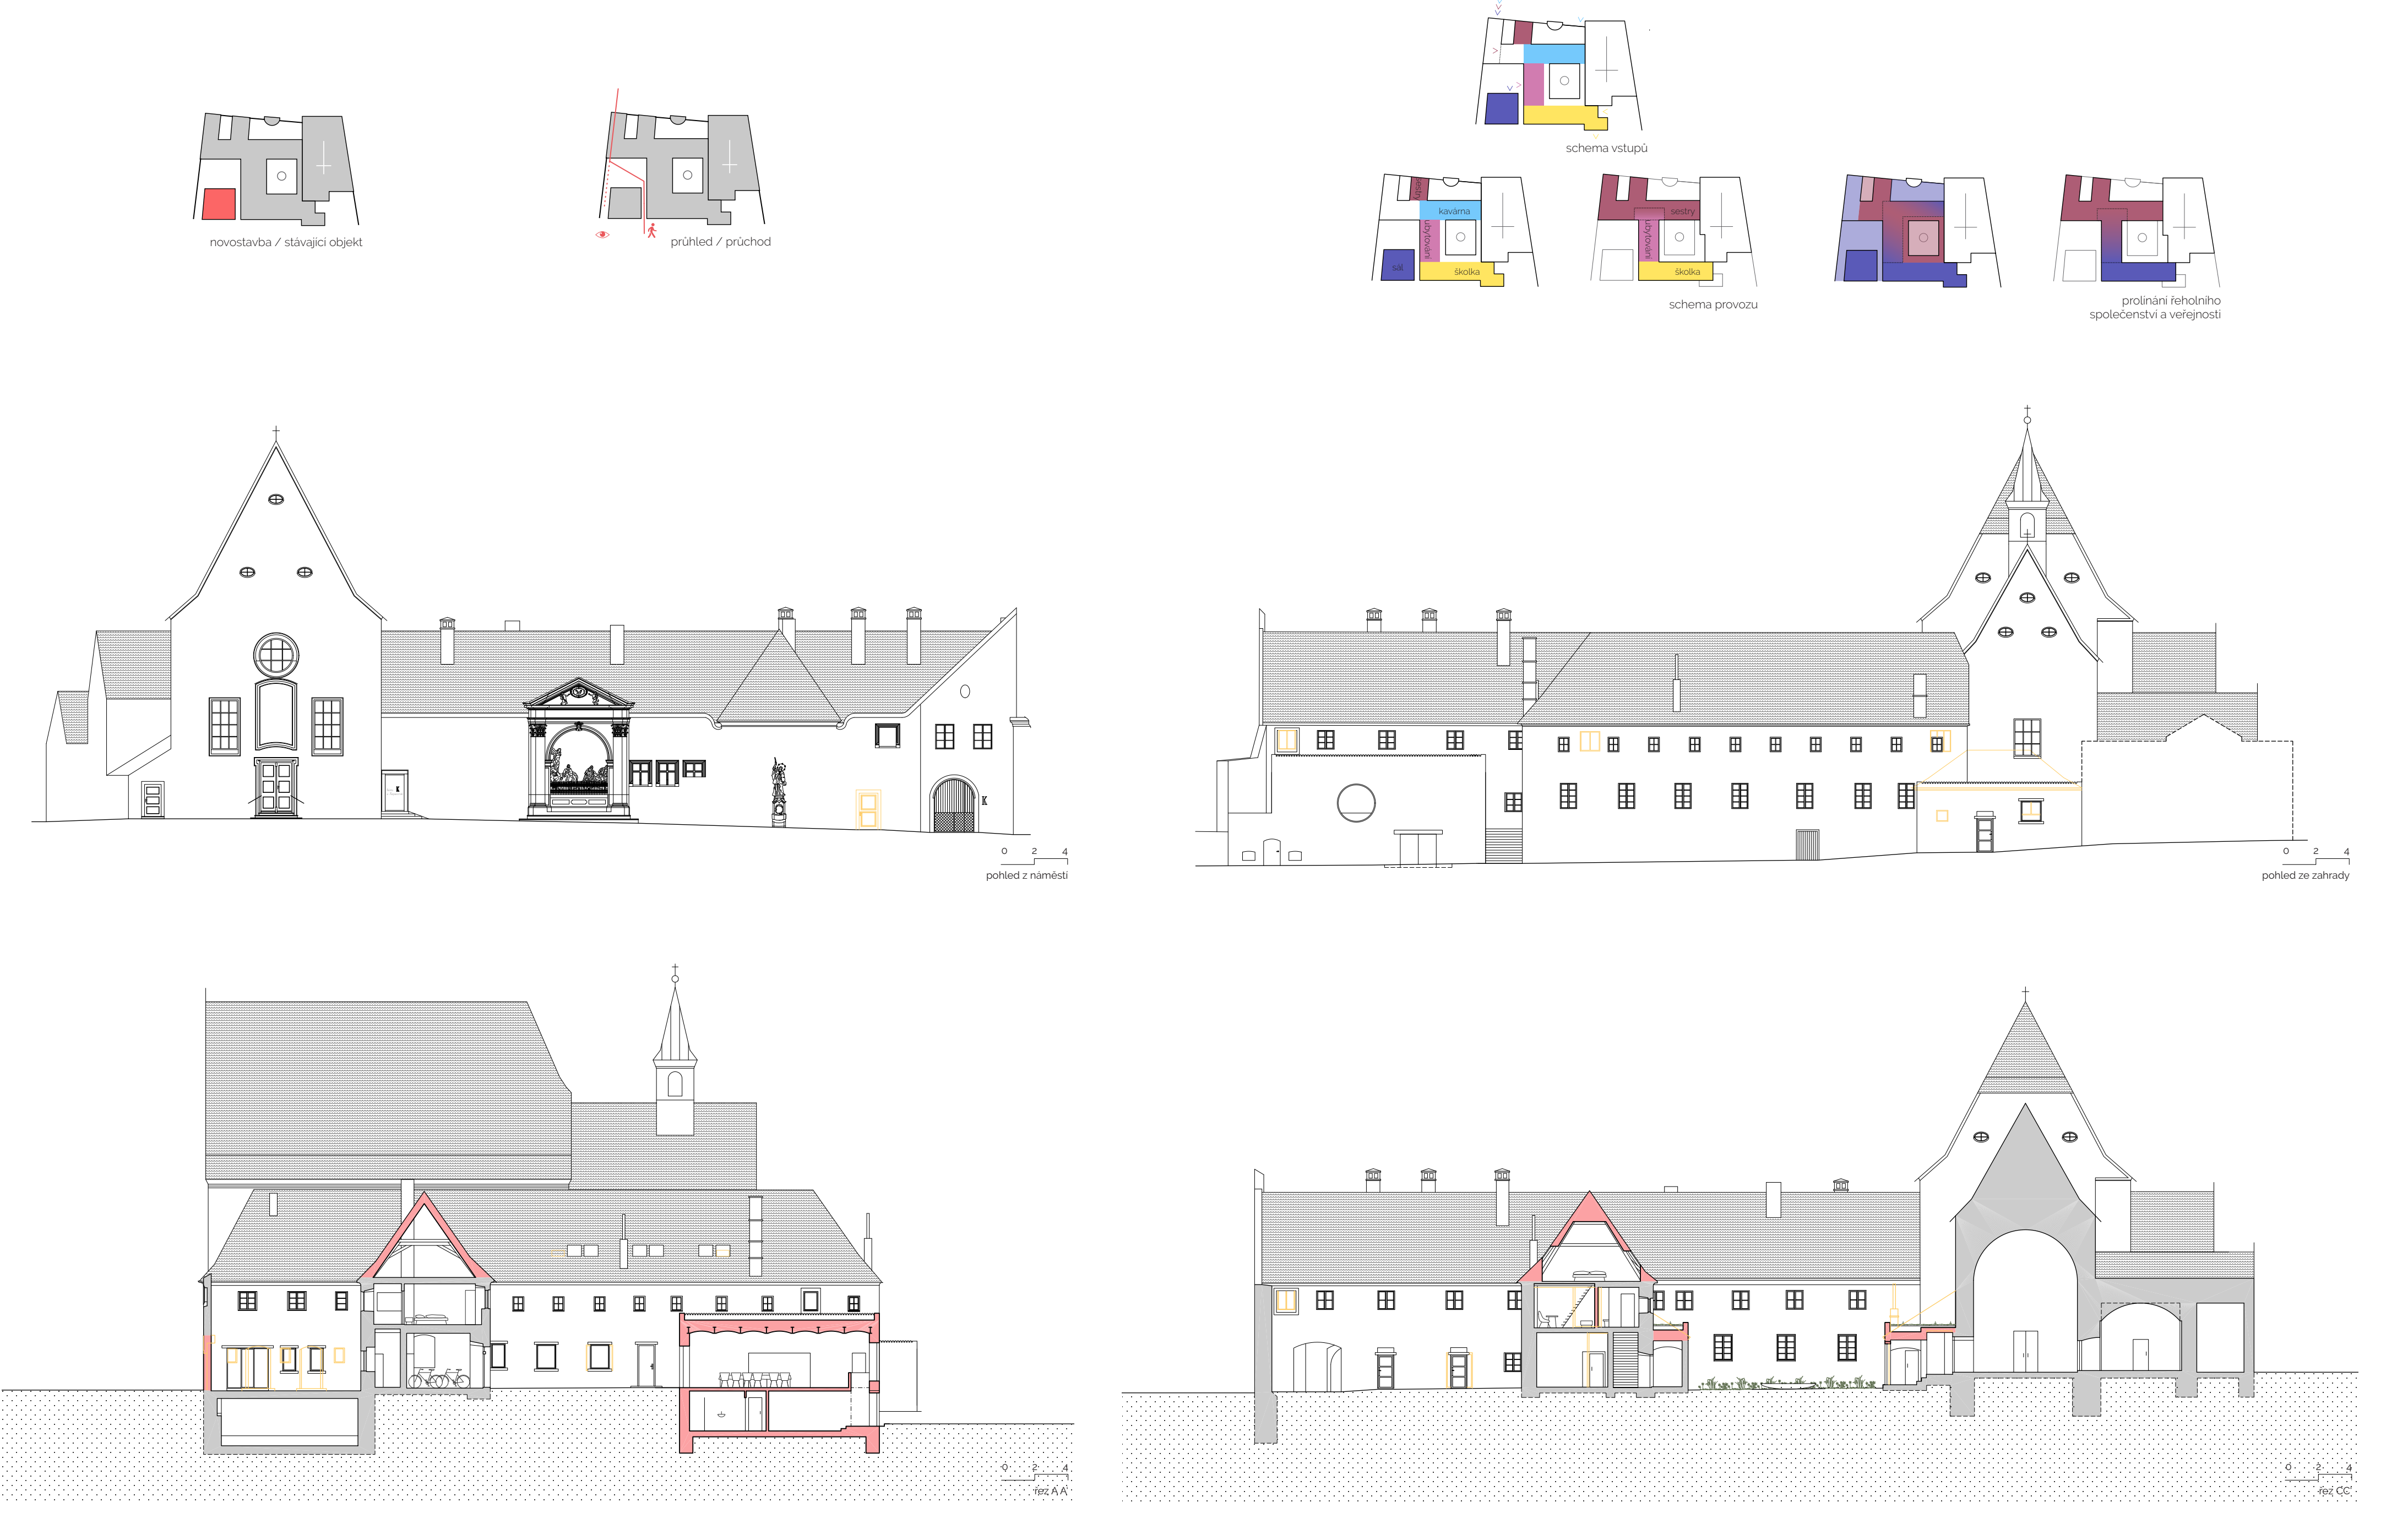 schema vstupů
novostavba / stávající objekt
průhled / průchod
sestry
kavárna
ubytování
sál
školka
sestry
ubytování
školka
schema provozu
prolínání řeholního
společenství a veřejnosti
K
K
0 2 4
pohled z náměstí
0 2 4
pohled ze zahrady
0 2 4
řez AA'
0 2 4
řez CC'